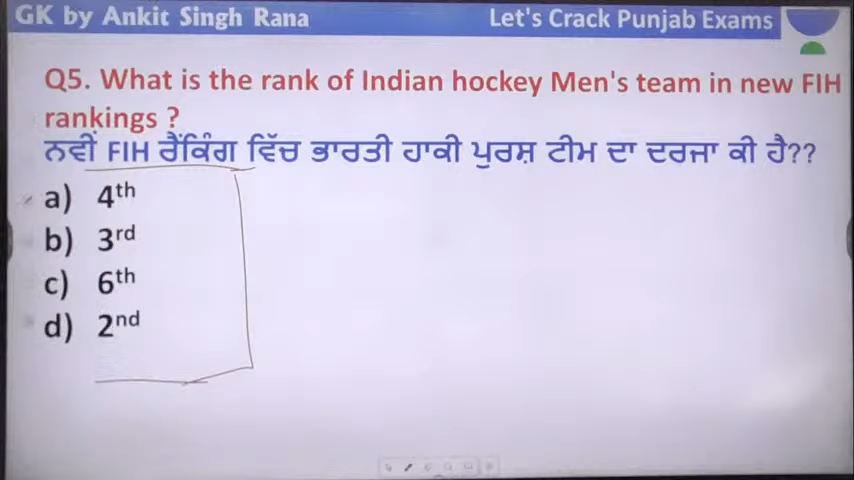 GK by Ankit Singh Rana
Let's Crack Punjab Exams
Q5. What is the rank of Indian hockey Men's team in new FIH
rankings ?
ਨਵੀਂ FIH ਰੈਂਕਿੰਗ ਵਿੱਚ ਭਾਰਤੀ ਹਾਕੀ ਪੁਰਸ਼ ਟੀਮ ਦਾ ਦਰਜਾ ਕੀ ਹੈ??
a) 4th
b) 3rd
c) 6th
d) 2nd